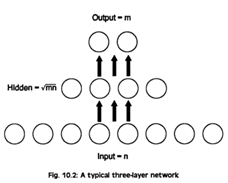 Output = m
Hidden = √mn
Input = n
Fig. 10.2: A typical three-layer network